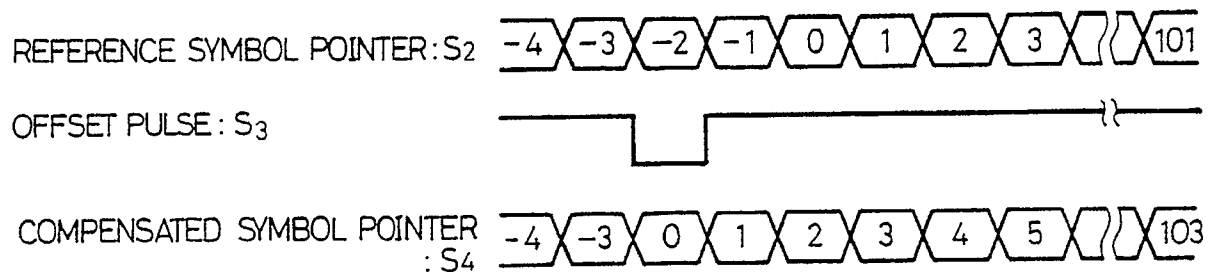 REFERENCE SYMBOL POINTER: S2 -4 -3 -2 -1 0 1 2 3 101
OFFSET PULSE: S3
COMPENSATED SYMBOL POINTER
: S4 -4 -3 0 1 2 3 4 5 103